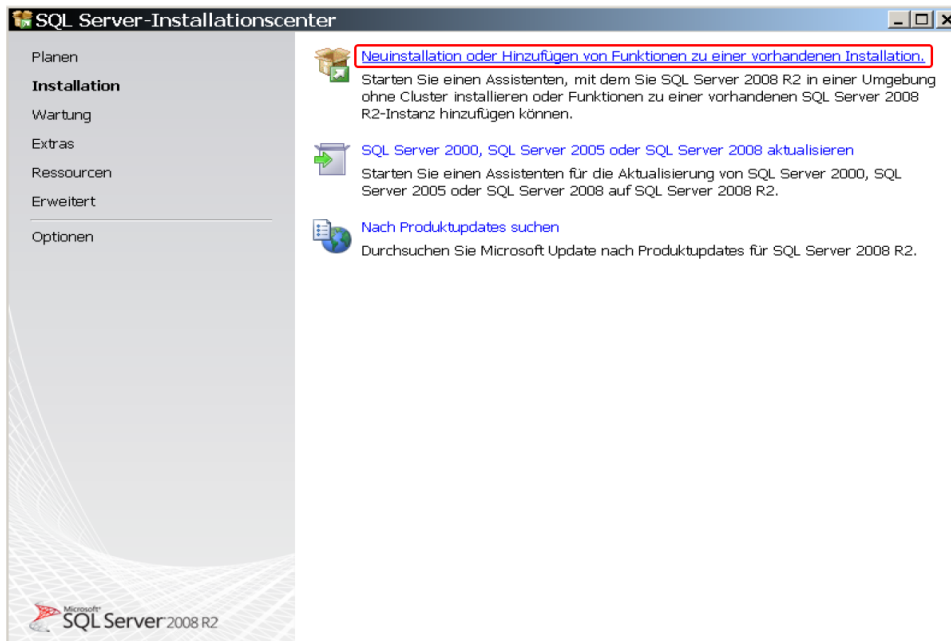 SQL Server-Installationscenter
Planen
Installation
Wartung
Extras
Ressourcen
Erweitert
Optionen
Neuinstallation oder Hinzufügen von Funktionen zu einer vorhandenen Installation.
Starten Sie einen Assistenten, mit dem Sie SQL Server 2008 R2 in einer Umgebung
ohne Cluster installieren oder Funktionen zu einer vorhandenen SQL Server 2008
R2-Instanz hinzufügen können.
SQL Server 2000, SQL Server 2005 oder SQL Server 2008 aktualisieren
Starten Sie einen Assistenten für die Aktualisierung von SQL Server 2000, SQL
Server 2005 oder SQL Server 2008 auf SQL Server 2008 R2.
Nach Produktupdates suchen
Durchsuchen Sie Microsoft Update nach Produktupdates für SQL Server 2008 R2.
Microsoft
SQL Server 2008 R2